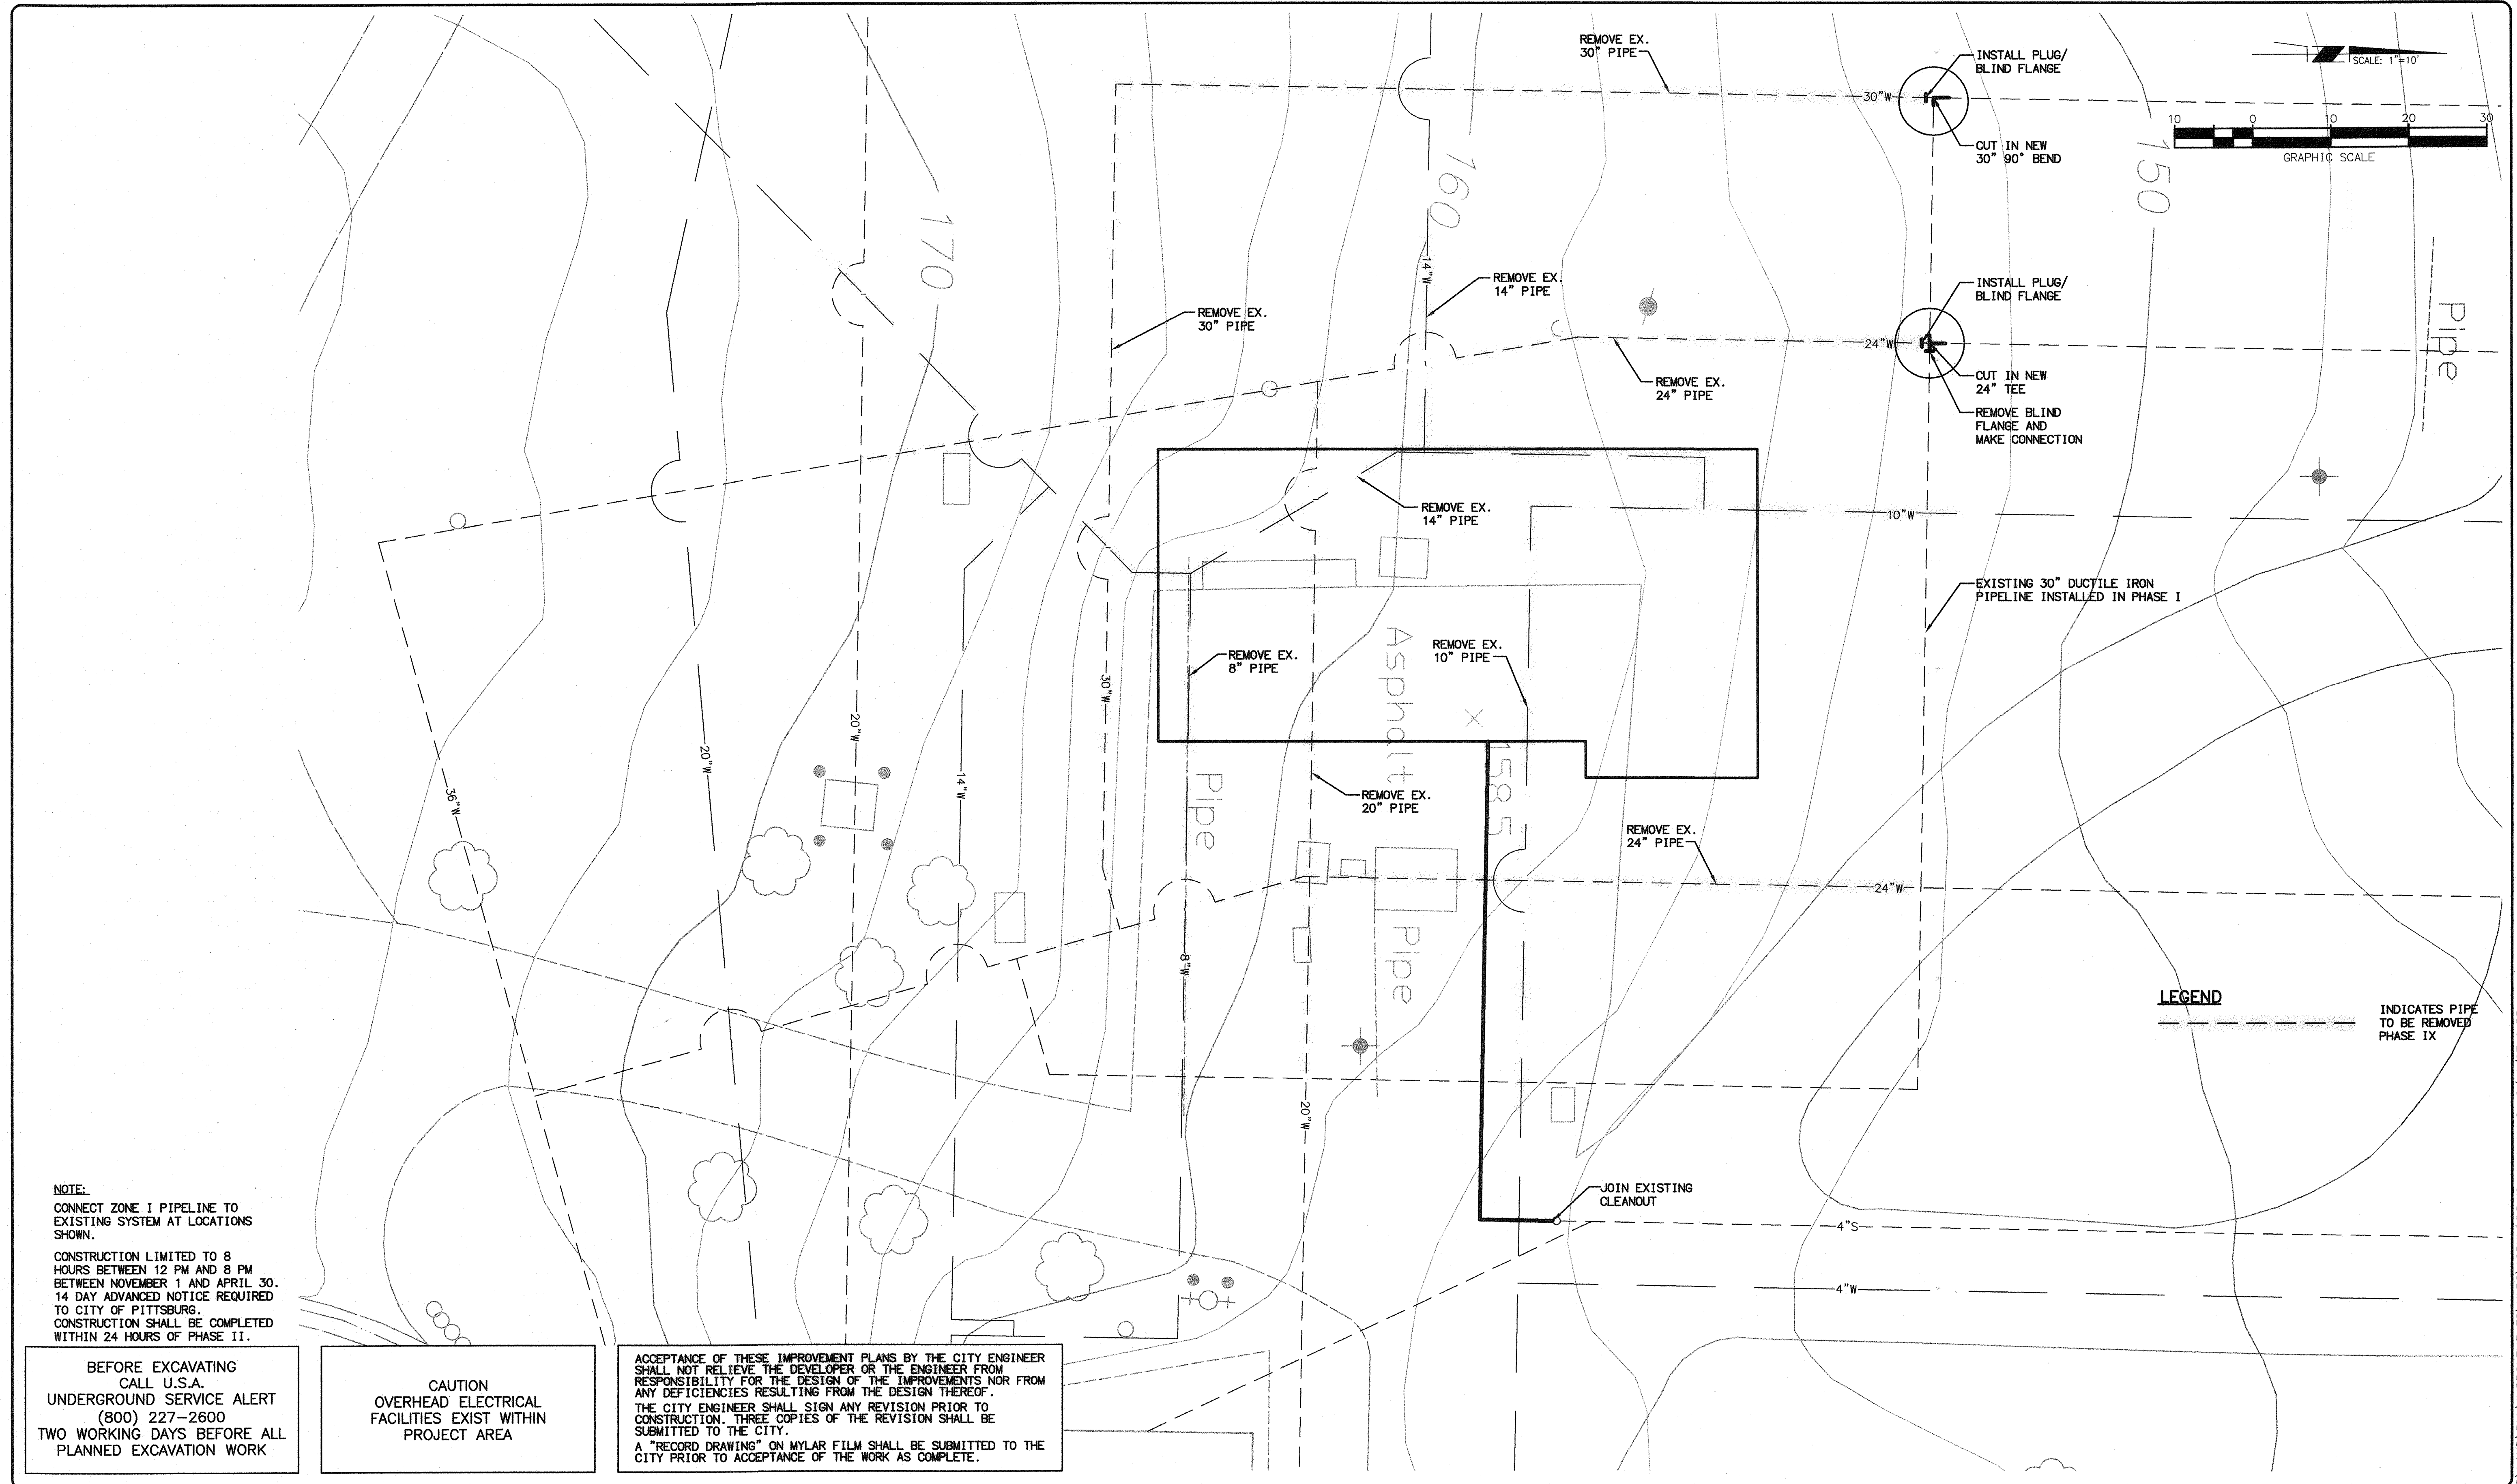 REMOVE EX.
30" PIPE
INSTALL PLUG/
BLIND FLANGE
SCALE: 1"=10'
30"W
10 0 10 20 30
GRAPHIC SCALE
CUT IN NEW
30" 90° BEND
160
150
170
14"W
REMOVE EX.
14" PIPE
INSTALL PLUG/
BLIND FLANGE
REMOVE EX.
30" PIPE
24"W
Pipe
REMOVE EX.
24" PIPE
CUT IN NEW
24" TEE
REMOVE BLIND
FLANGE AND
MAKE CONNECTION
REMOVE EX.
14" PIPE
10"W
EXISTING 30" DUCTILE IRON
PIPELINE INSTALLED IN PHASE I
REMOVE EX.
8" PIPE
Asphalt
REMOVE EX.
10" PIPE
30"W
20"W
20"W
14"W
36"W
Pipe
158.5
REMOVE EX.
20" PIPE
REMOVE EX.
24" PIPE
24"W
8"W
Pipe
LEGEND
INDICATES PIPE
TO BE REMOVED
PHASE IX
20"W
JOIN EXISTING
CLEANOUT
4"S
4"W
NOTE:
CONNECT ZONE I PIPELINE TO
EXISTING SYSTEM AT LOCATIONS
SHOWN.
CONSTRUCTION LIMITED TO 8
HOURS BETWEEN 12 PM AND 8 PM
BETWEEN NOVEMBER 1 AND APRIL 30.
14 DAY ADVANCED NOTICE REQUIRED
TO CITY OF PITTSBURG.
CONSTRUCTION SHALL BE COMPLETED
WITHIN 24 HOURS OF PHASE II.
BEFORE EXCAVATING
CALL U.S.A.
UNDERGROUND SERVICE ALERT
(800) 227-2600
TWO WORKING DAYS BEFORE ALL
PLANNED EXCAVATION WORK
CAUTION
OVERHEAD ELECTRICAL
FACILITIES EXIST WITHIN
PROJECT AREA
ACCEPTANCE OF THESE IMPROVEMENT PLANS BY THE CITY ENGINEER
SHALL NOT RELIEVE THE DEVELOPER OR THE ENGINEER FROM
RESPONSIBILITY FOR THE DESIGN OF THE IMPROVEMENTS NOR FROM
ANY DEFICIENCIES RESULTING FROM THE DESIGN THEREOF.
THE CITY ENGINEER SHALL SIGN ANY REVISION PRIOR TO
CONSTRUCTION. THREE COPIES OF THE REVISION SHALL BE
SUBMITTED TO THE CITY.
A "RECORD DRAWING" ON MYLAR FILM SHALL BE SUBMITTED TO THE
CITY PRIOR TO ACCEPTANCE OF THE WORK AS COMPLETE.